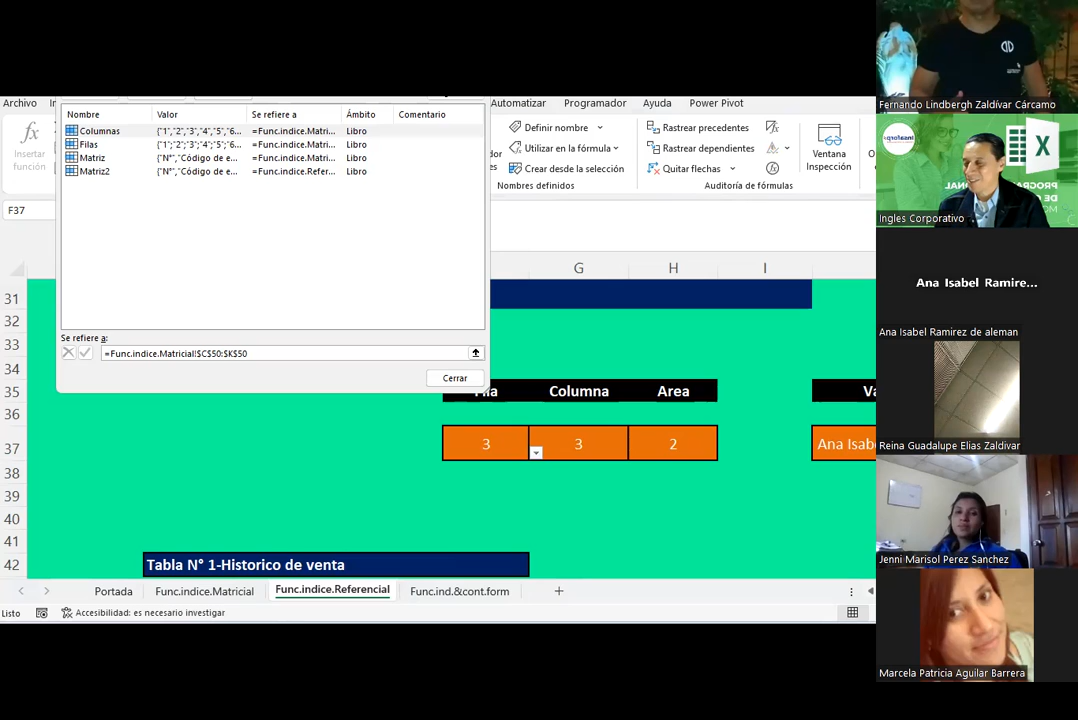 Archivo
Automatizar Programador Ayuda Power Pivot
Nombre Valor Se refiere a Ámbito Comentario
Columnas {"1","2","3","4","5","6... =Func.indice.Matri... Libro
Filas {"1";"2";"3";"4";"5";"6... =Func.indice.Matri... Libro
Matriz {"N°","Código de e... =Func.indice.Matri... Libro
Matriz2 {"N°","Código de e... =Func.indice.Refer... Libro
Se refiere a:
=Func.indice.Matricial!$C$50:$K$50
Cerrar
fx
Insertar
función
Definir nombre
Utilizar en la fórmula
Crear desde la selección
Nombres definidos
Rastrear precedentes
Rastrear dependientes
Quitar flechas
Auditoría de fórmulas
Ventana
Inspección
F37
G H I
31
32
33
34
35 Fila Columna Area
36
37 3 3 2 Ana Isab
38
39
40
41
42 Tabla N° 1-Historico de venta
Portada Func.indice.Matricial Func.indice.Referencial Func.ind.&cont.form +
Listo Accesibilidad: es necesario investigar
Fernando Lindbergh Zaldívar Cárcamo
Insaforp
X
Ingles Corporativo
Ana Isabel Ramire...
Ana Isabel Ramirez de aleman
Reina Guadalupe Elias Zaldivar
Jenni Marisol Perez Sanchez
Marcela Patricia Aguilar Barrera